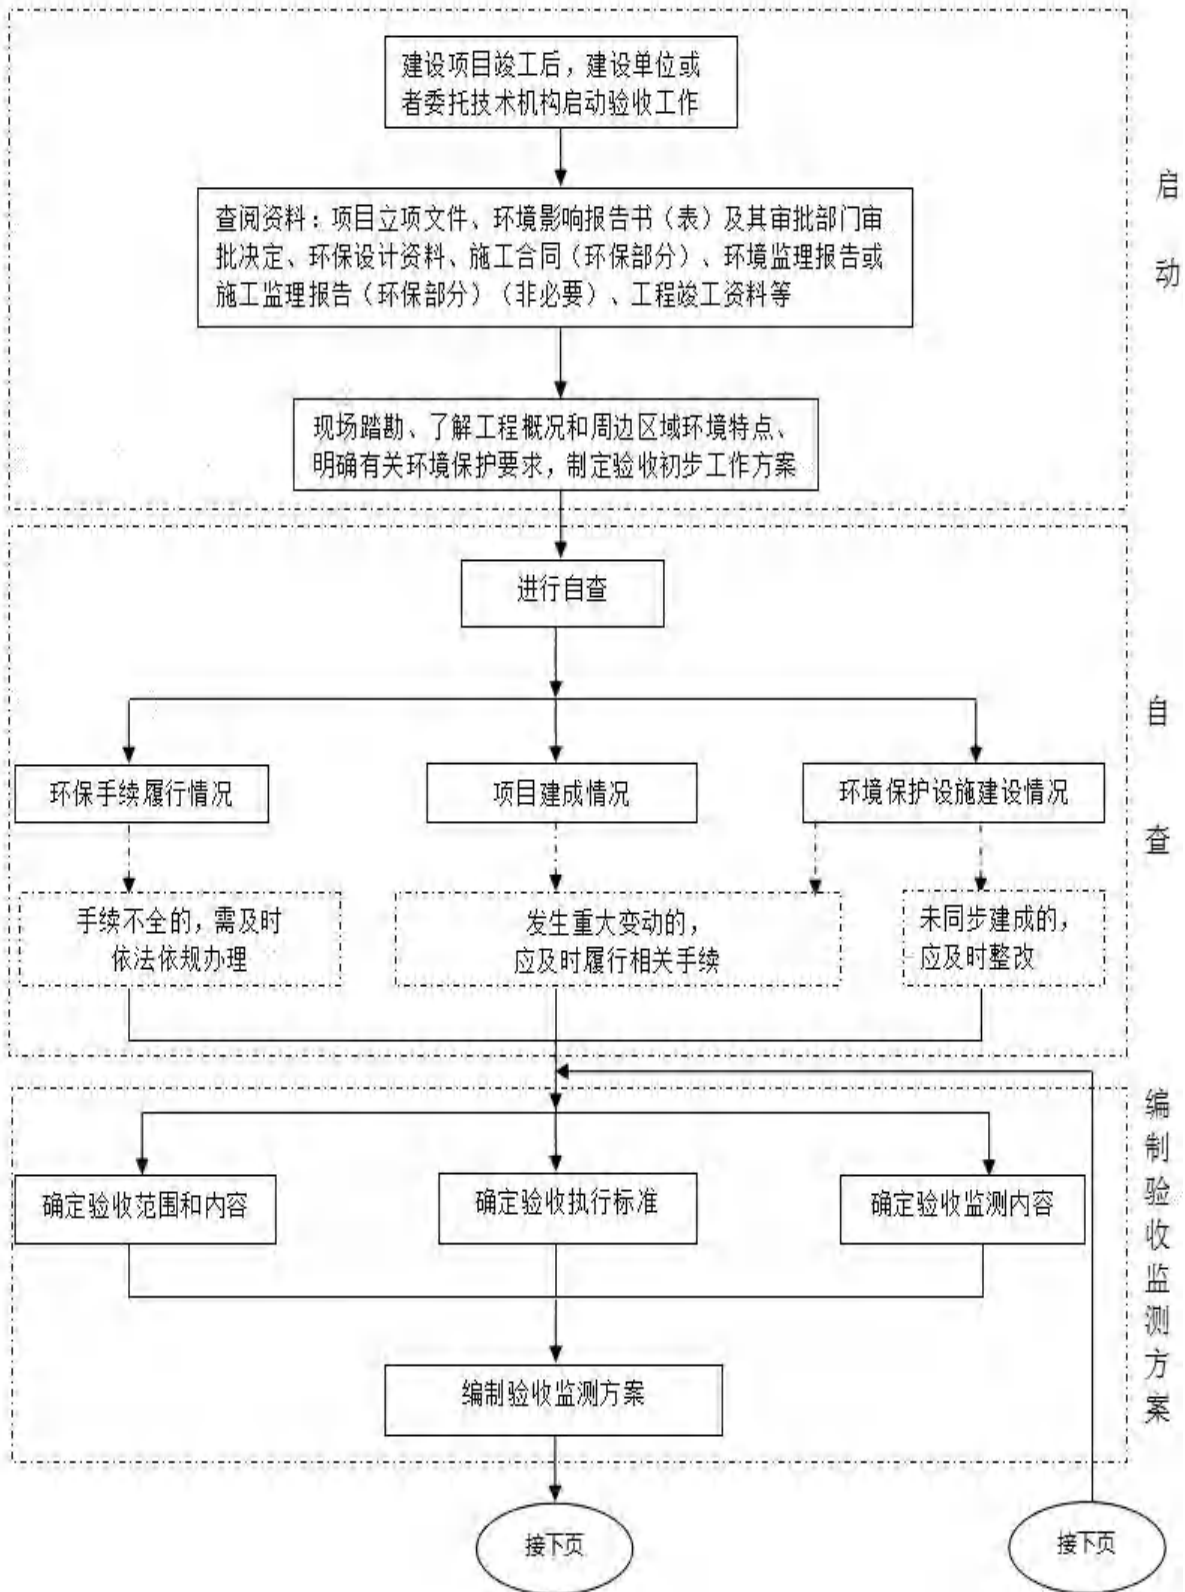 建设项目竣工后，建设单位或
者委托技术机构启动验收工作
查阅资料：项目立项文件、环境影响报告书（表）及其审批部门审
批决定、环保设计资料、施工合同（环保部分）、环境监理报告或
施工监理报告（环保部分）（非必要）、工程竣工资料等
现场踏勘、了解工程概况和周边区域环境特点、
明确有关环境保护要求，制定验收初步工作方案
启
动
进行自查
环保手续履行情况
项目建成情况
环境保护设施建设情况
手续不全的，需及时
依法依规办理
发生重大变动的，
应及时履行相关手续
未同步建成的，
应及时整改
自
查
确定验收范围和内容
确定验收执行标准
确定验收监测内容
编制验收监测方案
编
制
验
收
监
测
方
案
接下页
接下页